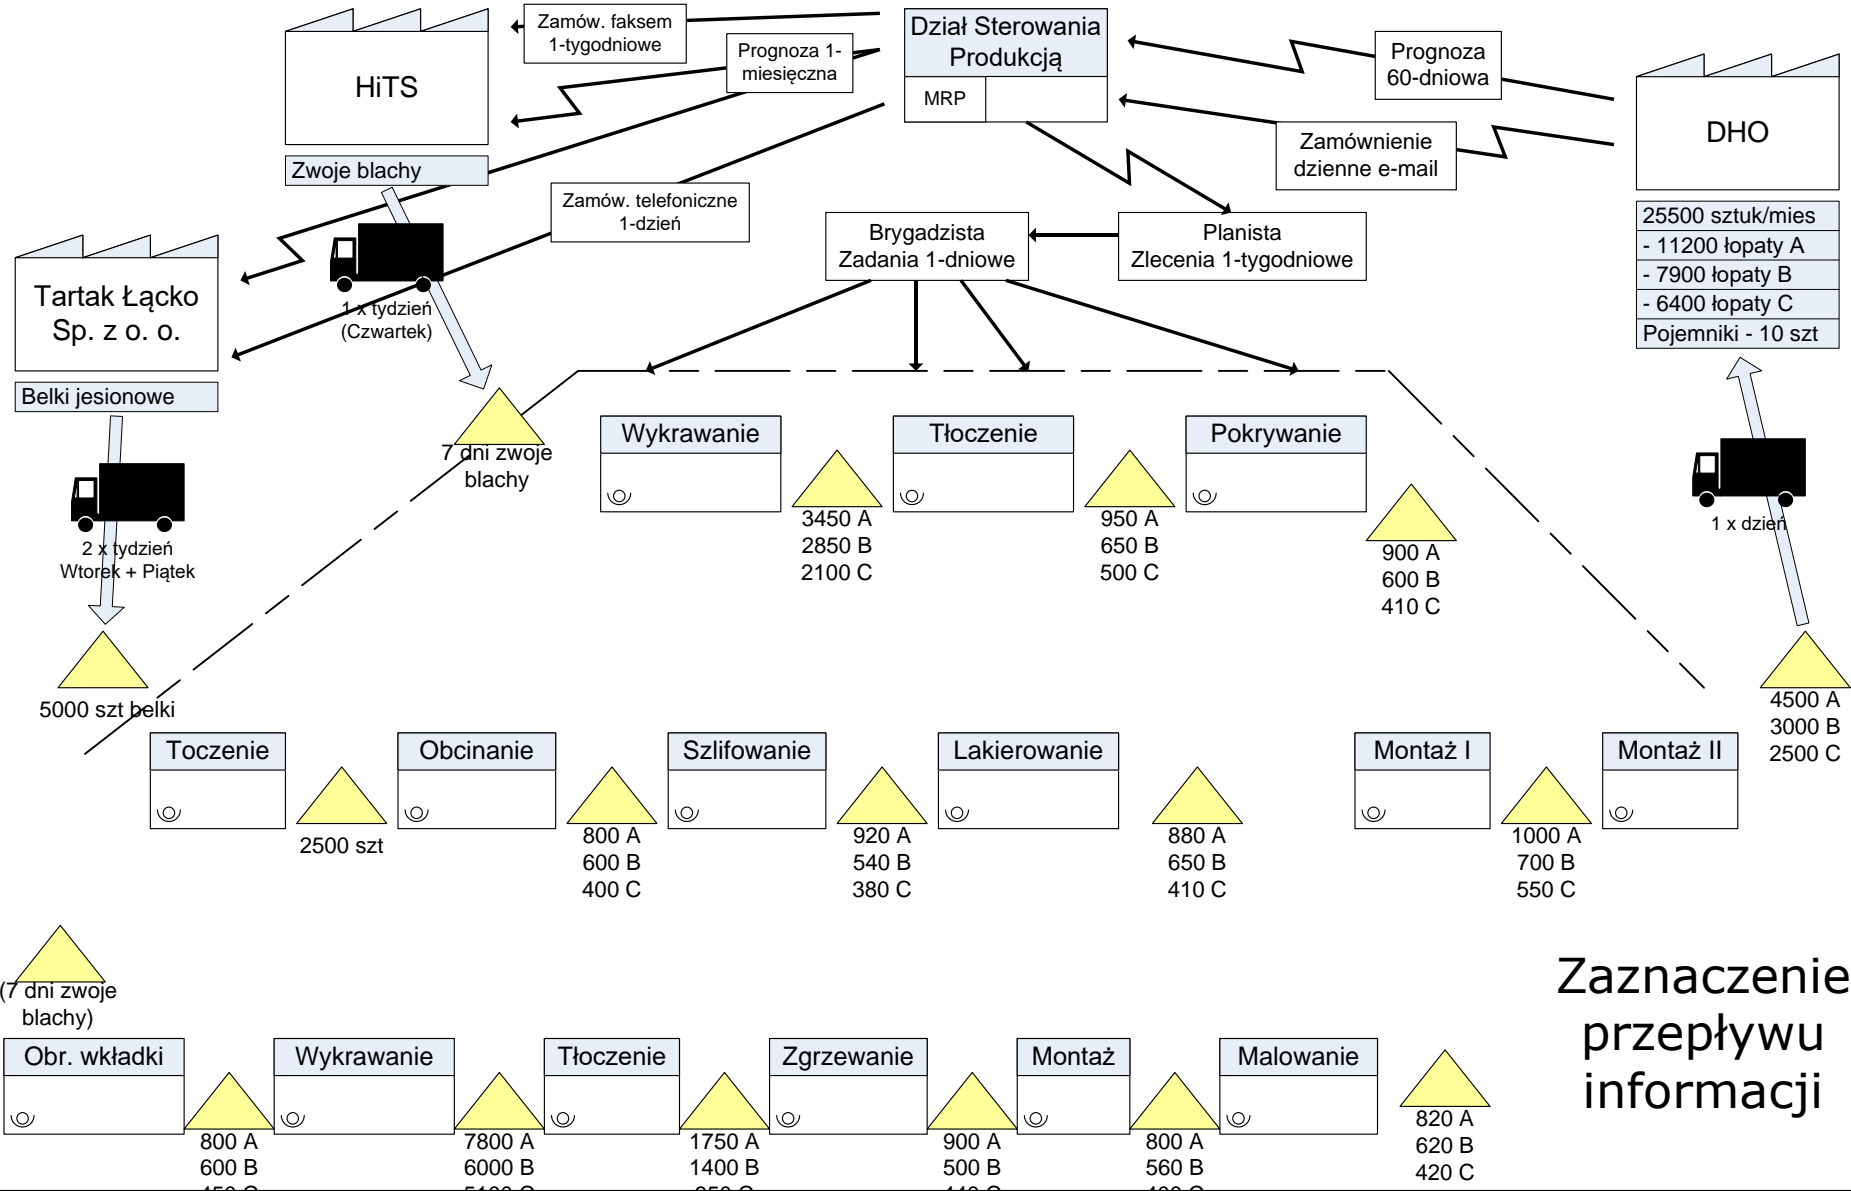 Zamów. faksem
1-tygodniowe
Prognoza 1-
miesięczna
Dział Sterowania
Produkcją
MRP
Prognoza
60-dniowa
Zamównienie
dzienne e-mail
HiTS
Zwoje blachy
DHO
25500 sztuk/mies
- 11200 łopaty A
- 7900 łopaty B
- 6400 łopaty C
Pojemniki - 10 szt
Zamów. telefoniczne
1-dzień
Brygadzista
Zadania 1-dniowe
Planista
Zlecenia 1-tygodniowe
Tartak Łącko
Sp. z o. o.
Belki jesionowe
1 x tydzień
(Czwartek)
7 dni zwoje
blachy
2 x tydzień
Wtorek + Piątek
5000 szt belki
1 x dzień
Wykrawanie
3450 A
2850 B
2100 C
Tłoczenie
950 A
650 B
500 C
Pokrywanie
900 A
600 B
410 C
4500 A
3000 B
2500 C
Toczenie
2500 szt
Obcinanie
800 A
600 B
400 C
Szlifowanie
920 A
540 B
380 C
Lakierowanie
880 A
650 B
410 C
Montaż I
1000 A
700 B
550 C
Montaż II
(7 dni zwoje
blachy)
Obr. wkładki
800 A
600 B
Wykrawanie
7800 A
6000 B
Tłoczenie
1750 A
1400 B
Zgrzewanie
900 A
500 B
Montaż
800 A
560 B
Malowanie
820 A
620 B
420 C
Zaznaczenie
przepływu
informacji